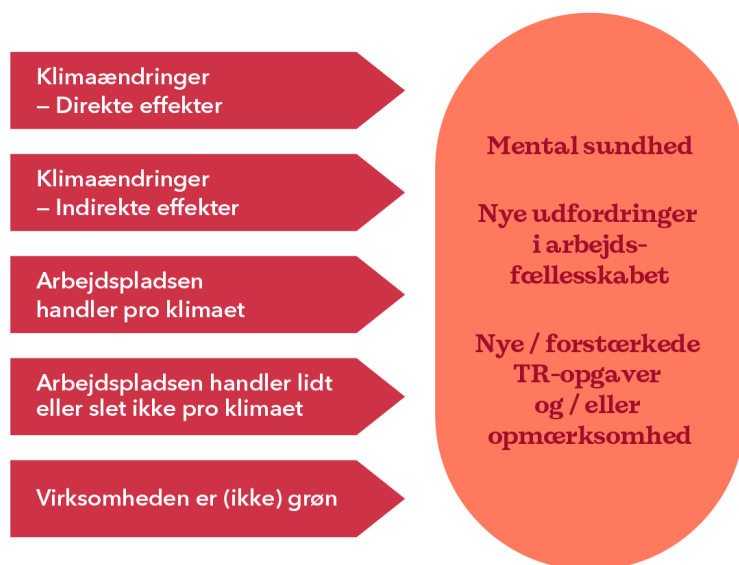 Klimaændringer
– Direkte effekter
Klimaændringer
– Indirekte effekter
Arbejdspladsen
handler pro klimaet
Arbejdspladsen handler lidt
eller slet ikke pro klimaet
Virksomheden er (ikke) grøn
Mental sundhed
Nye udfordringer
i arbejds-
fællesskabet
Nye / forstærkede
TR-opgaver
og / eller
opmærksomhed